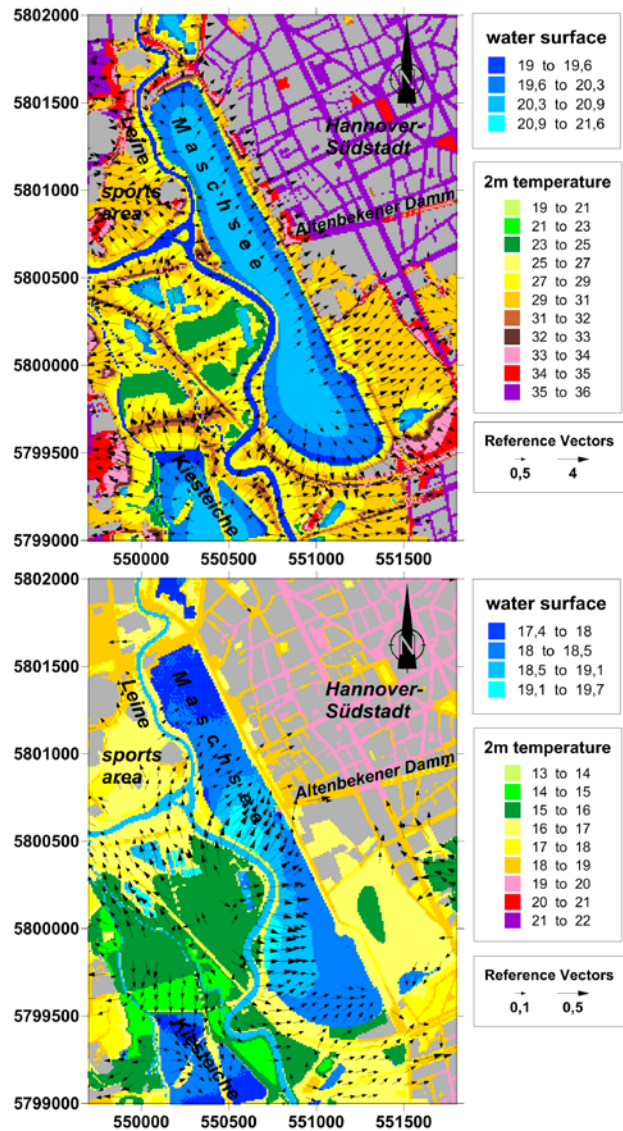 5802000
5801500
5801000
5800500
5800000
5799500
5799000
550000 550500 551000 551500
N
Hannover-
Südstadt
Leine
Maschsee
sports
area
Altenbekener Damm
Kiesteiche
water surface
19 to 19,6
19,6 to 20,3
20,3 to 20,9
20,9 to 21,6
2m temperature
19 to 21
21 to 23
23 to 25
25 to 27
27 to 29
29 to 31
31 to 32
32 to 33
33 to 34
34 to 35
35 to 36
Reference Vectors
0,5 4
5802000
5801500
5801000
5800500
5800000
5799500
5799000
550000 550500 551000 551500
N
Hannover-
Südstadt
Leine
Maschsee
sports
area
Altenbekener Damm
Kiesteiche
water surface
17,4 to 18
18 to 18,5
18,5 to 19,1
19,1 to 19,7
2m temperature
13 to 14
14 to 15
15 to 16
16 to 17
17 to 18
18 to 19
19 to 20
20 to 21
21 to 22
Reference Vectors
0,1 0,5